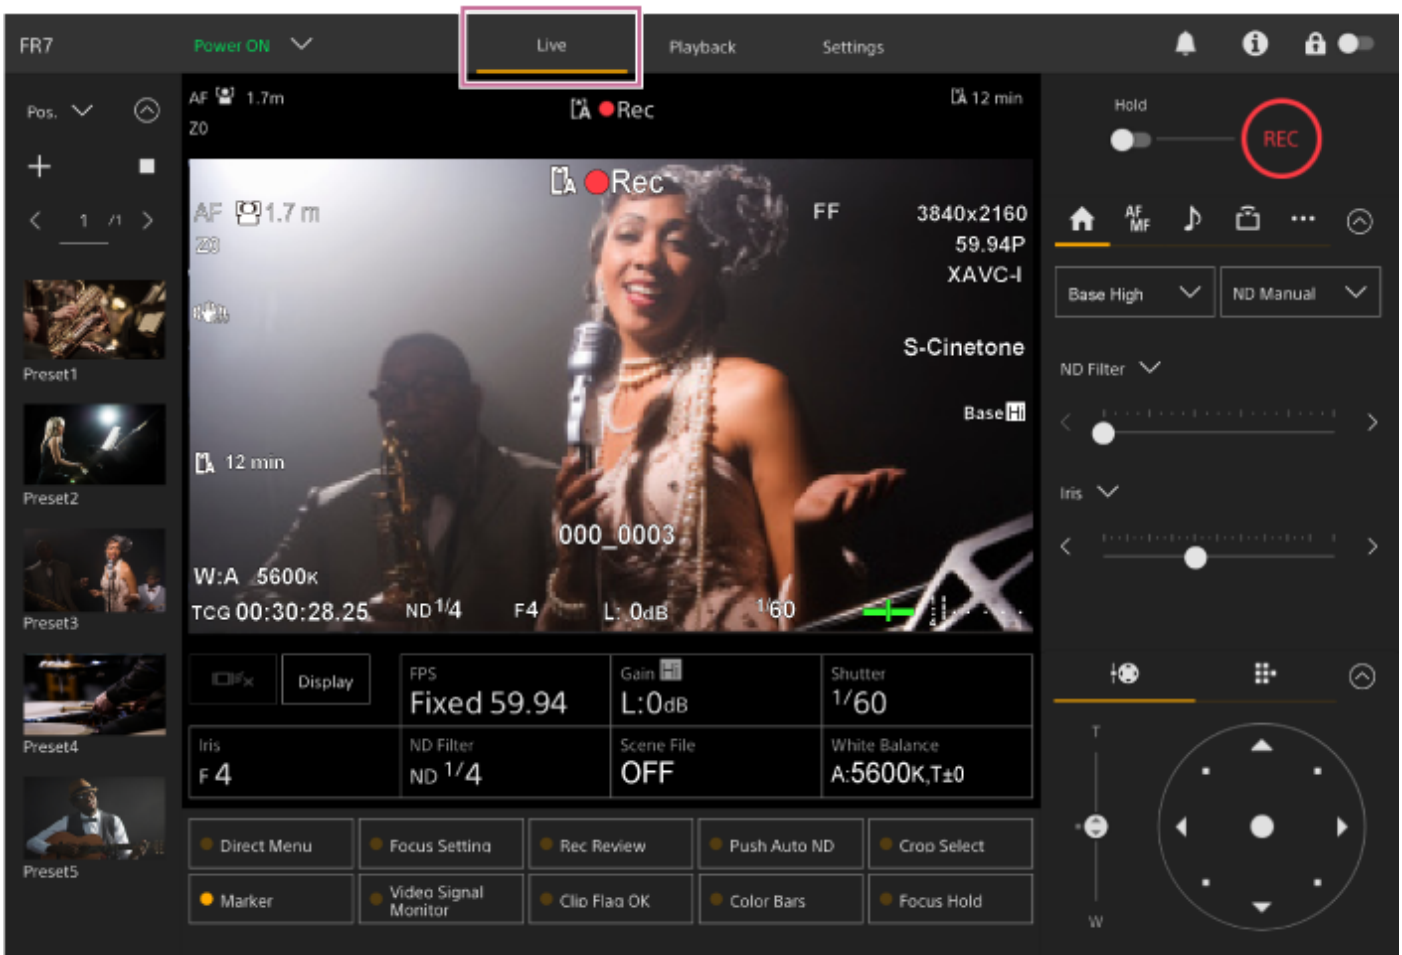 FR7
Power ON
Live
Playback
Settings
Pos.
1 /1
Preset1
Preset2
Preset3
Preset4
Preset5
AF 1.7m
Z0
A Rec
A 12 min
A Rec
AF 1.7 m
Z0
FF
3840x2160
59.94P
XAVC-I
S-Cinetone
Base Hi
A 12 min
000_0003
W:A 5600K
TCG 00:30:28.25 ND 1/4 F4 L: 0dB 1/60
Display
FPS
Fixed 59.94
Gain Hi
L:0dB
Shutter
1/60
Iris
F 4
ND Filter
ND 1/4
Scene File
OFF
White Balance
A:5600K,T±0
Direct Menu
Focus Setting
Rec Review
Push Auto ND
Crop Select
Marker
Video Signal
Monitor
Clip Flag OK
Color Bars
Focus Hold
Hold
REC
AF
MF
Base High
ND Manual
ND Filter
Iris
T
W